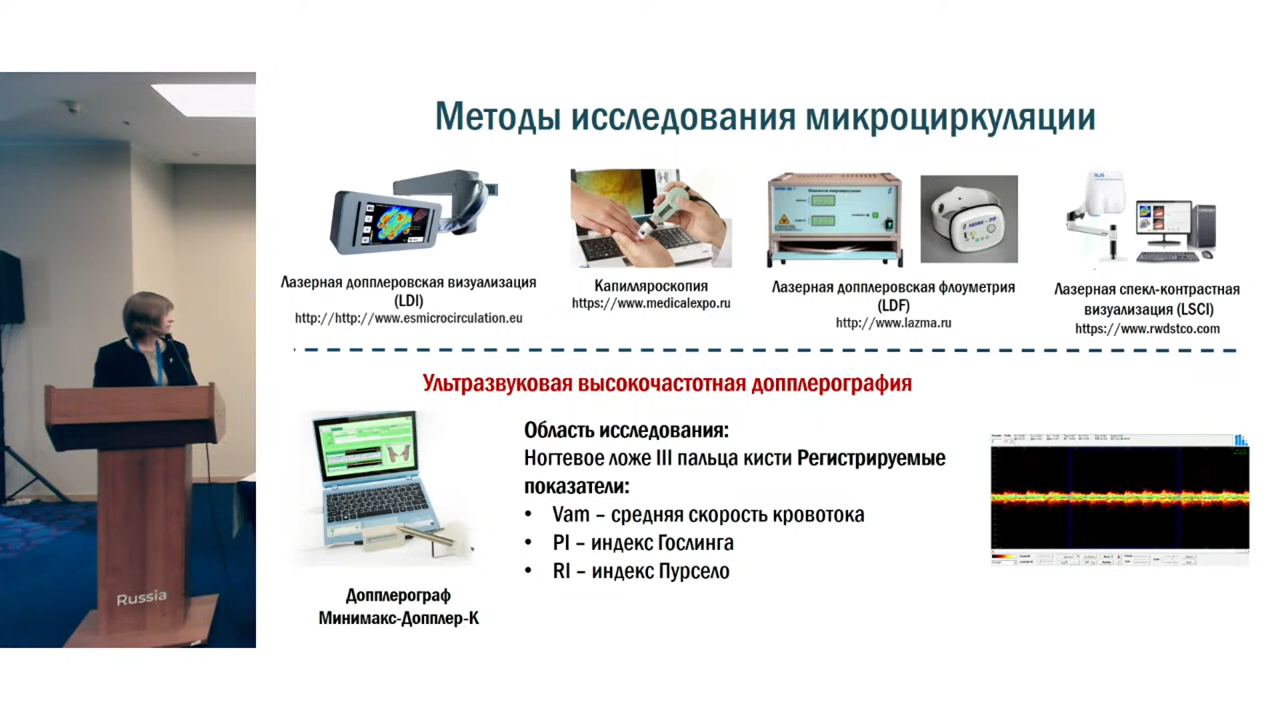 Методы исследования микроциркуляции
Лазерная допплеровская визуализация
(LDI)
http://http://www.esmicrocirculation.eu
Капилляроскопия
https://www.medicalexpo.ru
Лазерная допплеровская флоуметрия
(LDF)
http://www.lazma.ru
Лазерная спекл-контрастная
визуализация (LSCI)
https://www.rwdstco.com
Ультразвуковая высокочастотная допплерография
Область исследования:
Ногтевое ложе III пальца кисти Регистрируемые
показатели:
• Vam – средняя скорость кровотока
• PI – индекс Гослинга
• RI – индекс Пурсело
Допплерограф
Минимакс-Допплер-К
Russia